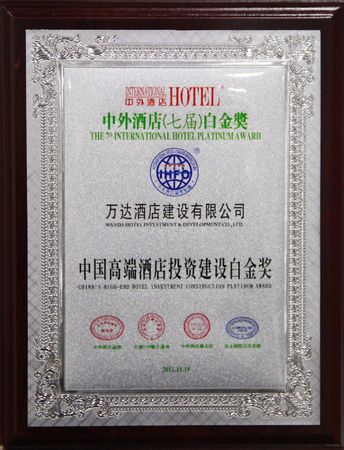 INTERNATIONAL HOTEL
中外酒店
中外酒店(七届)白金奖
THE 7th INTERNATIONAL HOTEL PLATINUM AWARD
IHFO
万达酒店建设有限公司
WANDA HOTEL INVESTMENT & DEVELOPMENT CO., LTD.
中国高端酒店投资建设白金奖
CHINA'S HIGH-END HOTEL INVESTMENT CONSTRUCTION PLATINUM AWARD
2012.11.19